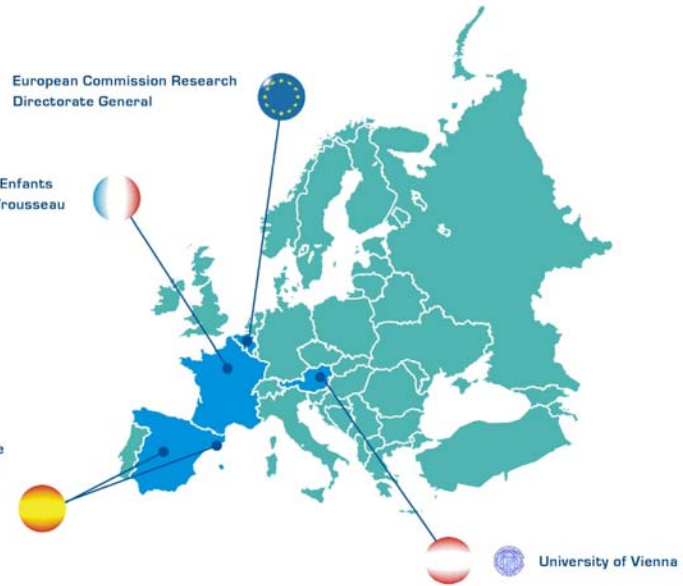 European Commission Research
Directorate General
Enfants
rousseau
e
University of Vienna